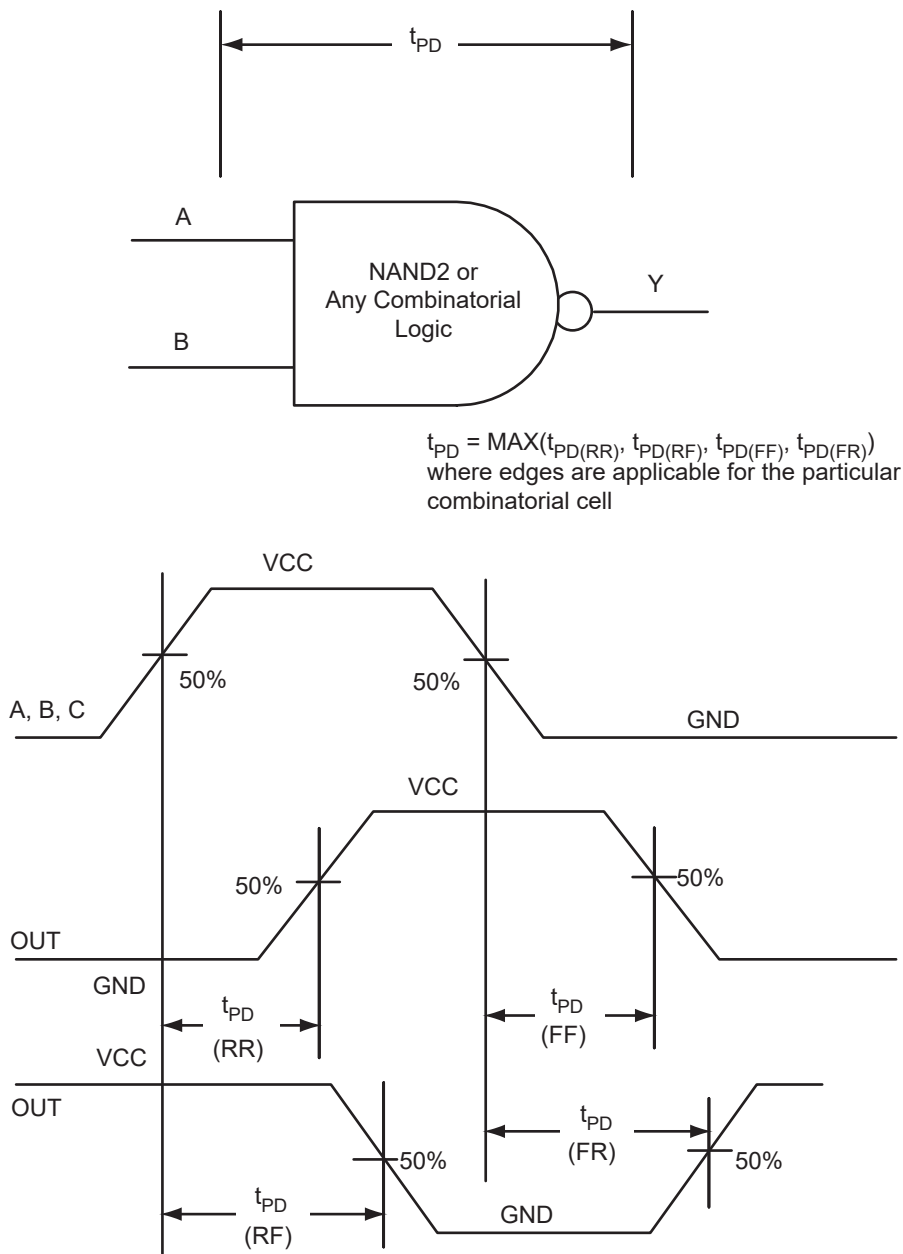 tPD
A
NAND2 or
Any Combinatorial
Logic
Y
B
tPD = MAX(tPD(RR), tPD(RF), tPD(FF), tPD(FR))
where edges are applicable for the particular
combinatorial cell
VCC
50%
50%
A, B, C
GND
VCC
50%
50%
OUT
GND
tPD
(RR)
tPD
(FF)
VCC
OUT
tPD
(FR)
50%
50%
tPD
(RF)
GND